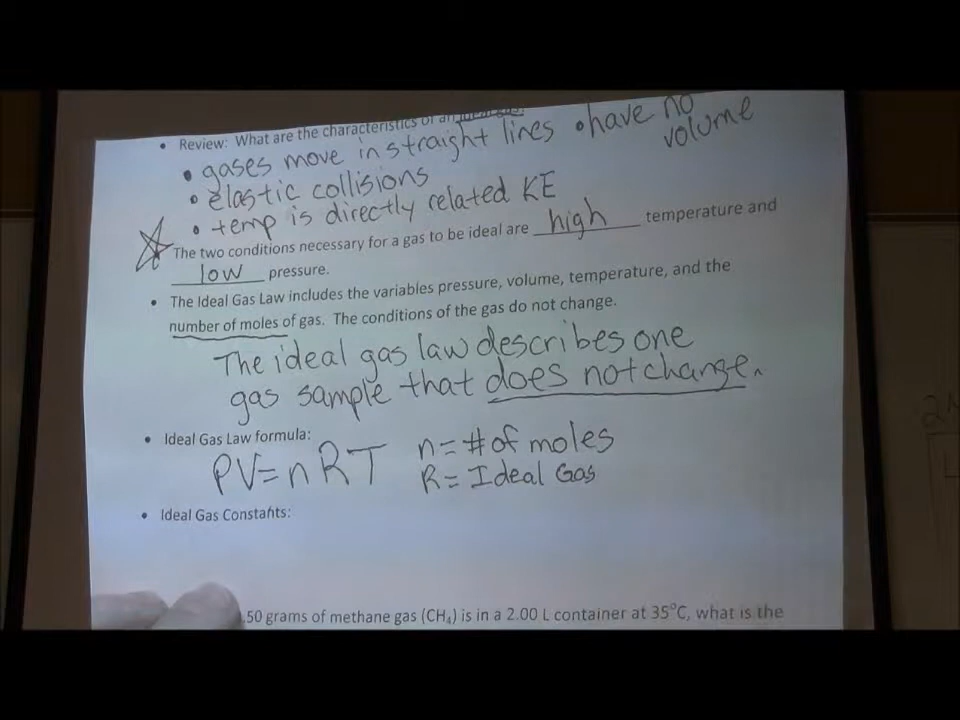 • Review: What are the characteristics of an ideal gas?
• gases move in straight lines • have no volume
• elastic collisions
• temp is directly related KE
The two conditions necessary for a gas to be ideal are high temperature and
low pressure.
• The Ideal Gas Law includes the variables pressure, volume, temperature, and the
number of moles of gas. The conditions of the gas do not change.
The ideal gas law describes one
gas sample that does not change.
• Ideal Gas Law formula:
PV=nRT n=# of moles
R= Ideal Gas
• Ideal Gas Constants:
.50 grams of methane gas (CH₄) is in a 2.00 L container at 35°C, what is the